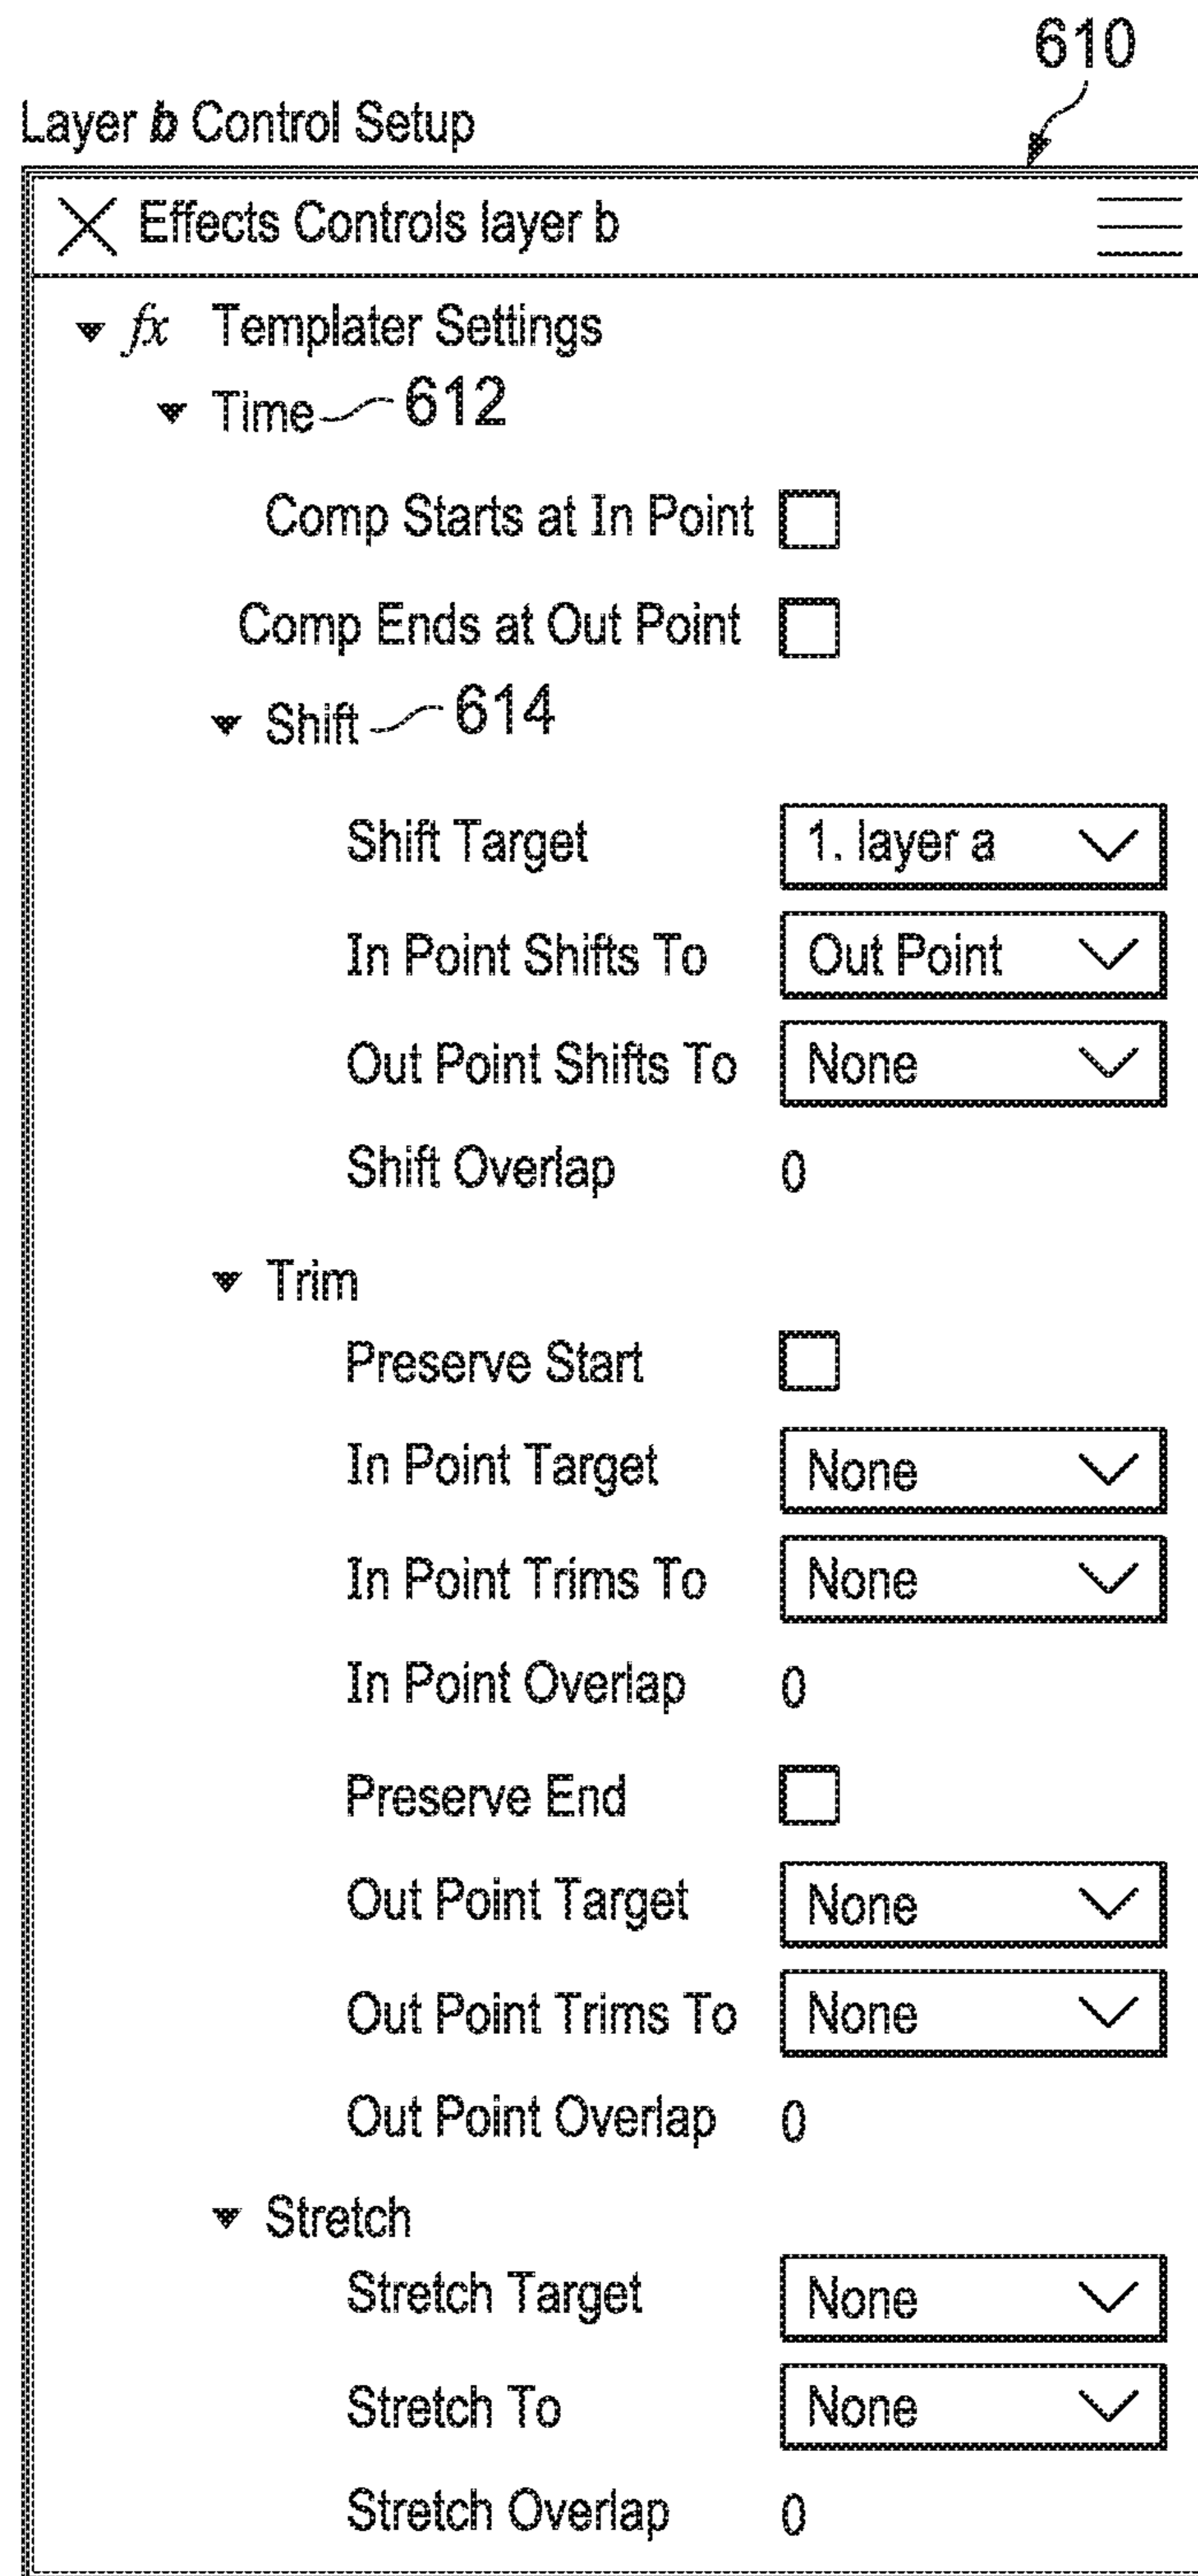 610
Layer b Control Setup
Effects Controls layer b
fx Templater Settings
Time 612
Comp Starts at In Point
Comp Ends at Out Point
Shift 614
Shift Target 1. layer a
In Point Shifts To Out Point
Out Point Shifts To None
Shift Overlap 0
Trim
Preserve Start
In Point Target None
In Point Trims To None
In Point Overlap 0
Preserve End
Out Point Target None
Out Point Trims To None
Out Point Overlap 0
Stretch
Stretch Target None
Stretch To None
Stretch Overlap 0